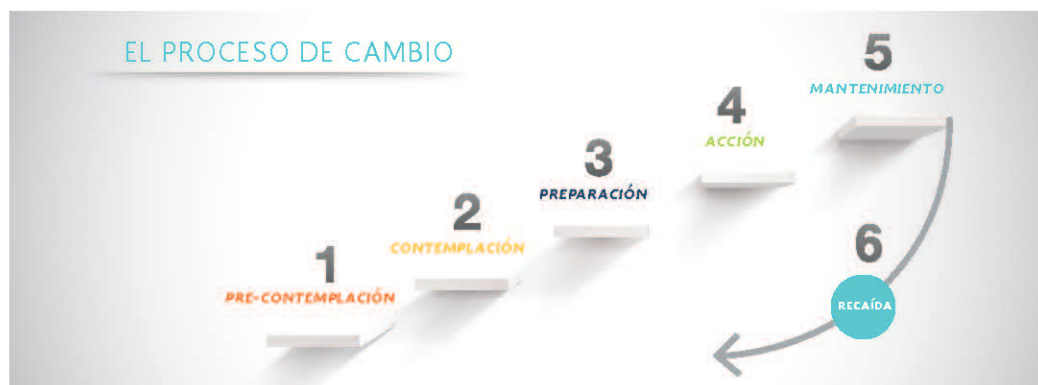 EL PROCESO DE CAMBIO
1
PRE-CONTEMPLACIÓN
2
CONTEMPLACIÓN
3
PREPARACIÓN
4
ACCIÓN
5
MANTENIMIENTO
6
RECAÍDA